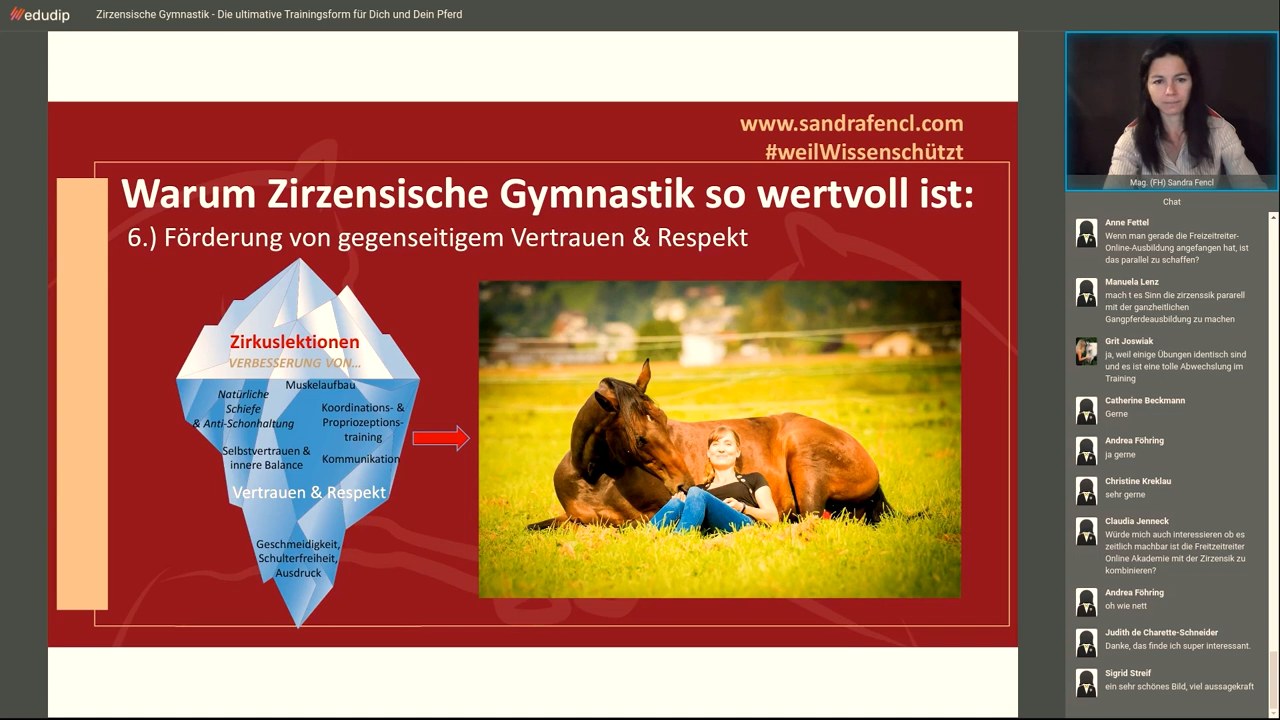 edudip
Zirzensische Gymnastik - Die ultimative Trainingsform für Dich und Dein Pferd
www.sandrafencl.com
#weilWissenschützt
Warum Zirzensische Gymnastik so wertvoll ist:
6.) Förderung von gegenseitigem Vertrauen & Respekt
Zirkuslektionen
VERBESSERUNG VON...
Muskelaufbau
Natürliche
Schiefe
& Anti-Schonhaltung
Koordinations- &
Propriozeptions-
training
Selbstvertrauen &
innere Balance
Kommunikation
Vertrauen & Respekt
Geschmeidigkeit,
Schulterfreiheit,
Ausdruck
Mag. (FH) Sandra Fencl
Chat
Anne Fettel
Wenn man gerade die Freizeitreiter-
Online-Ausbildung angefangen hat, ist
das parallel zu schaffen?
Manuela Lenz
mach t es Sinn die zirzenssik pararell
mit der ganzheitlichen
Gangpferdeausbildung zu machen
Grit Joswiak
ja, weil einige Übungen identisch sind
und es ist eine tolle Abwechslung im
Training
Catherine Beckmann
Gerne
Andrea Föhring
ja gerne
Christine Kreklau
sehr gerne
Claudia Jenneck
Würde mich auch interessieren ob es
zeitlich machbar ist die Freitzeitreiter
Online Akademie mit der Zirzensik zu
kombinieren?
Andrea Föhring
oh wie nett
Judith de Charette-Schneider
Danke, das finde ich super interessant.
Sigrid Streif
ein sehr schönes Bild, viel aussagekraft